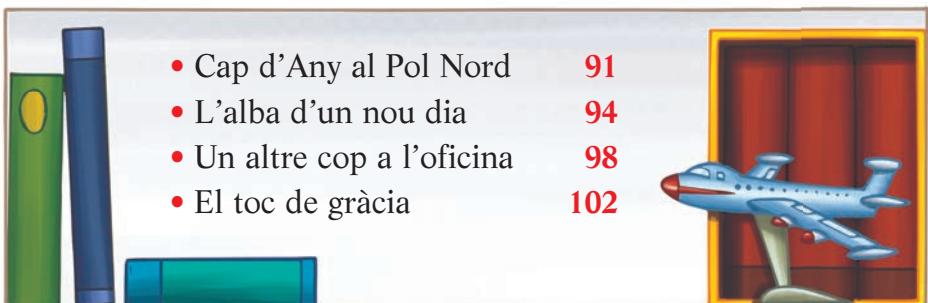 • Cap d’Any al Pol Nord 91
• L’alba d’un nou dia 94
• Un altre cop a l’oficina 98
• El toc de gràcia 102